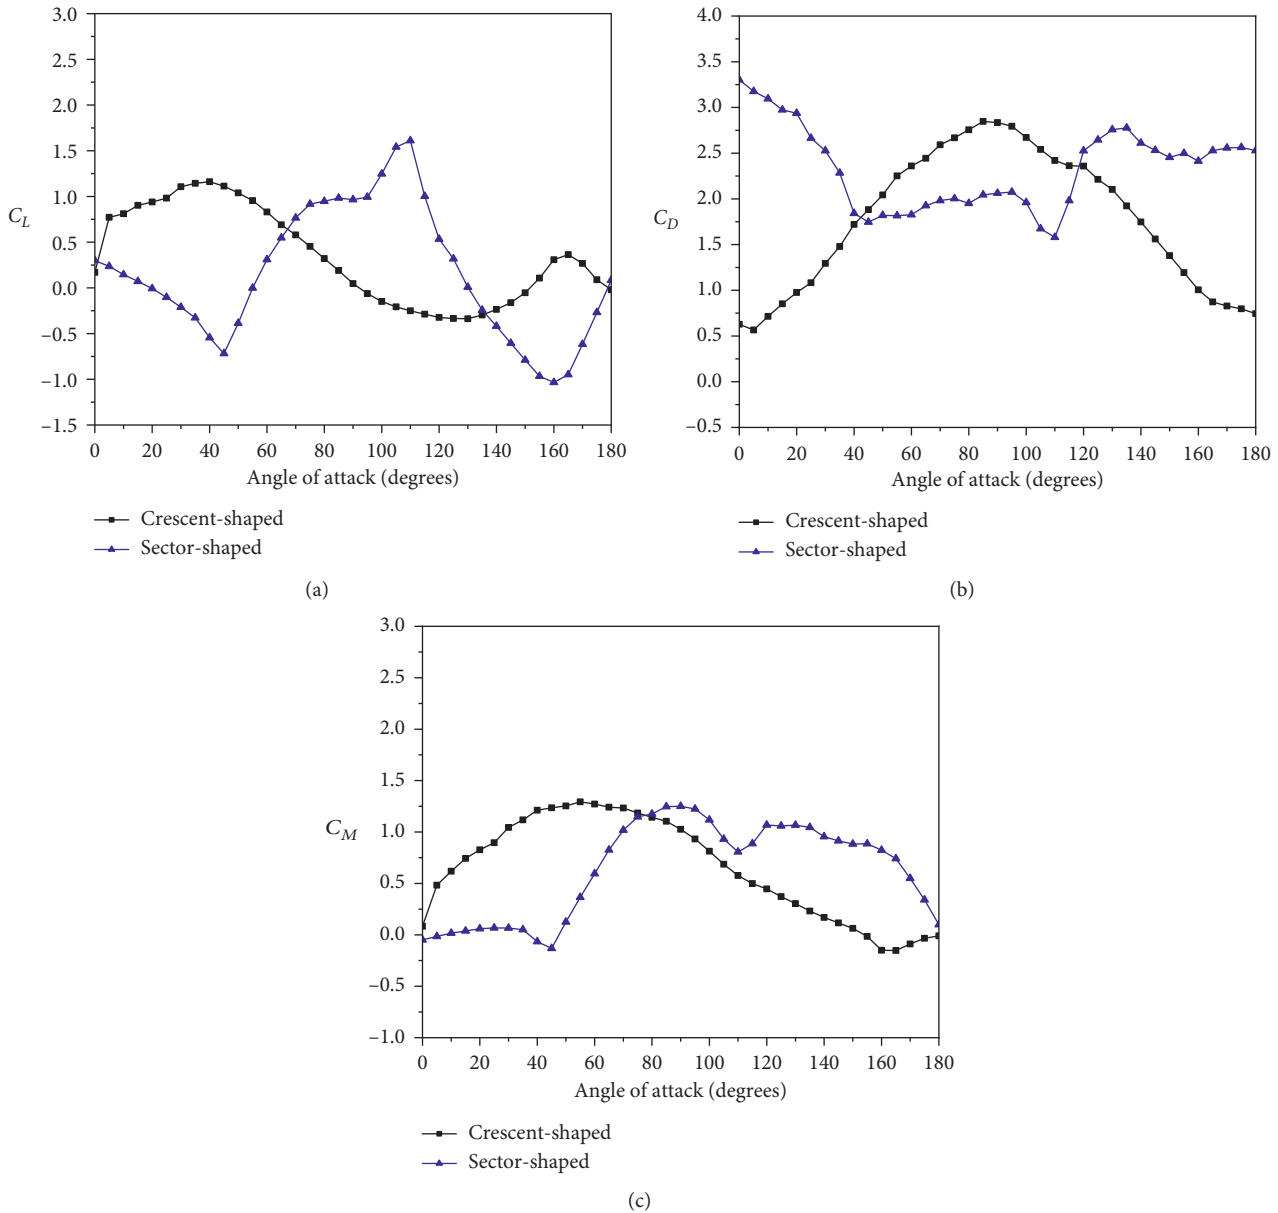 3.0
2.5
2.0
1.5
1.0
0.5
0.0
–0.5
–1.0
–1.5
C_L
0 20 40 60 80 100 120 140 160 180
Angle of attack (degrees)
Crescent-shaped
Sector-shaped
(a)
4.0
3.5
3.0
2.5
2.0
1.5
1.0
0.5
0.0
–0.5
C_D
0 20 40 60 80 100 120 140 160 180
Angle of attack (degrees)
Crescent-shaped
Sector-shaped
(b)
3.0
2.5
2.0
1.5
1.0
0.5
0.0
–0.5
–1.0
C_M
0 20 40 60 80 100 120 140 160 180
Angle of attack (degrees)
Crescent-shaped
Sector-shaped
(c)